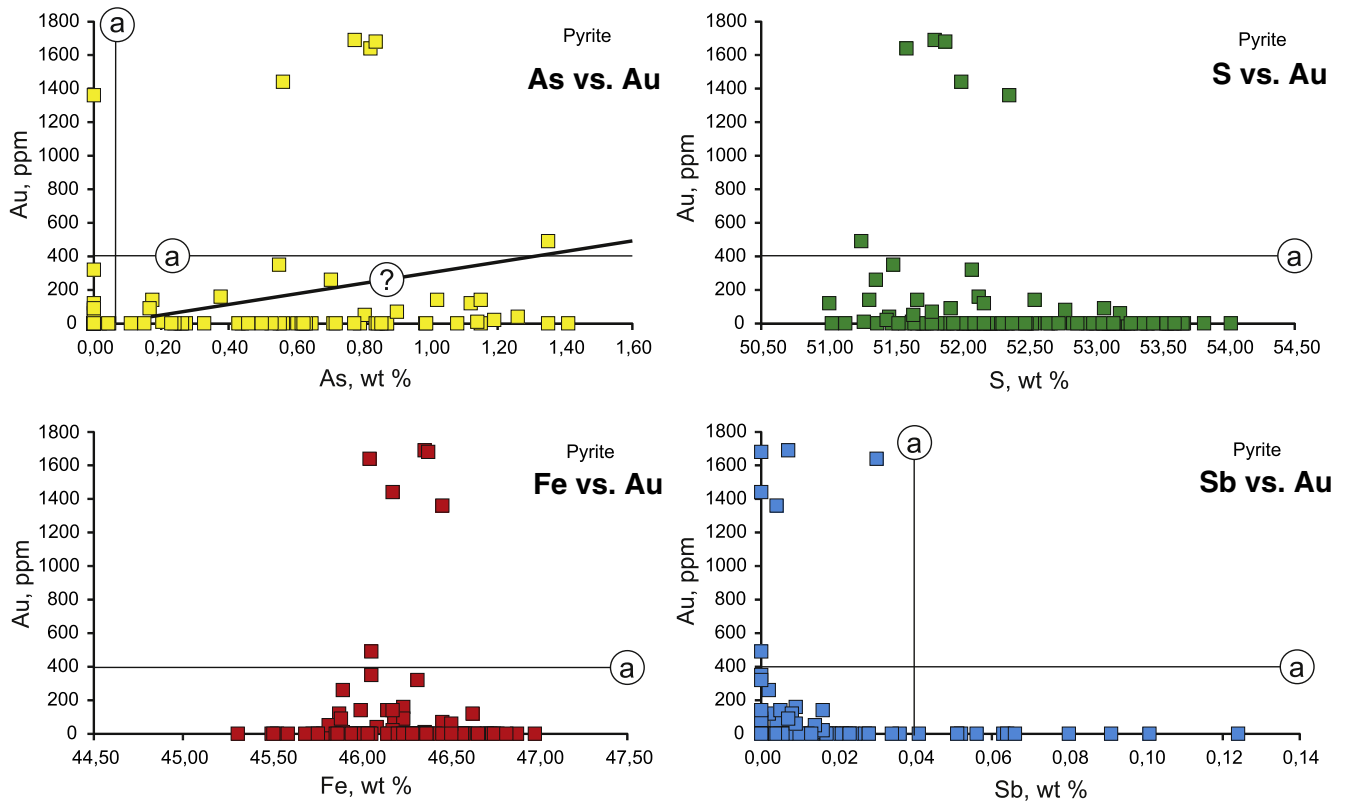 Pyrite
As vs. Au
Au, ppm
1800
1600
1400
1200
1000
800
600
400
200
0
a
a
?
0,00 0,20 0,40 0,60 0,80 1,00 1,20 1,40 1,60
As, wt %
Pyrite
S vs. Au
Au, ppm
1800
1600
1400
1200
1000
800
600
400
200
0
a
50,50 51,00 51,50 52,00 52,50 53,00 53,50 54,00 54,50
S, wt %
Pyrite
Fe vs. Au
Au, ppm
1800
1600
1400
1200
1000
800
600
400
200
0
a
44,50 45,00 45,50 46,00 46,50 47,00 47,50
Fe, wt %
Pyrite
Sb vs. Au
Au, ppm
1800
1600
1400
1200
1000
800
600
400
200
0
a
a
0,00 0,02 0,04 0,06 0,08 0,10 0,12 0,14
Sb, wt %